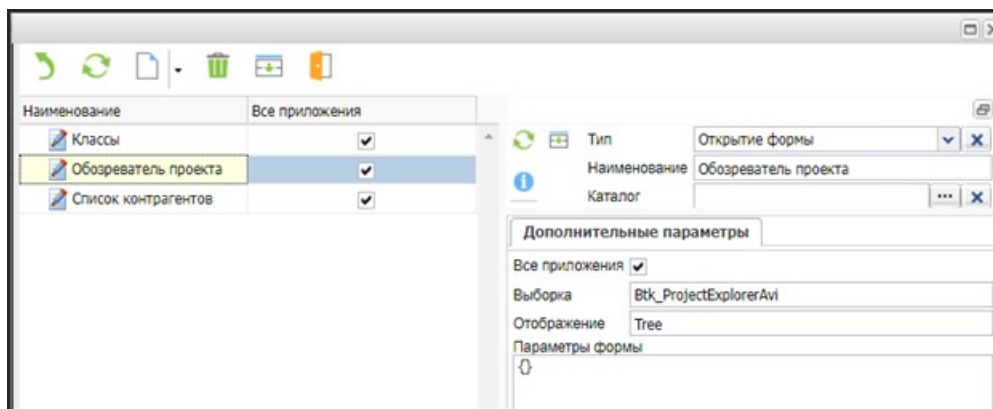 Наименование Все приложения
Классы
Обозреватель проекта
Список контрагентов
Тип Открытие формы
Наименование Обозреватель проекта
Каталог
Дополнительные параметры
Все приложения
Выборка Btk_ProjectExplorerAvi
Отображение Tree
Параметры формы
{}